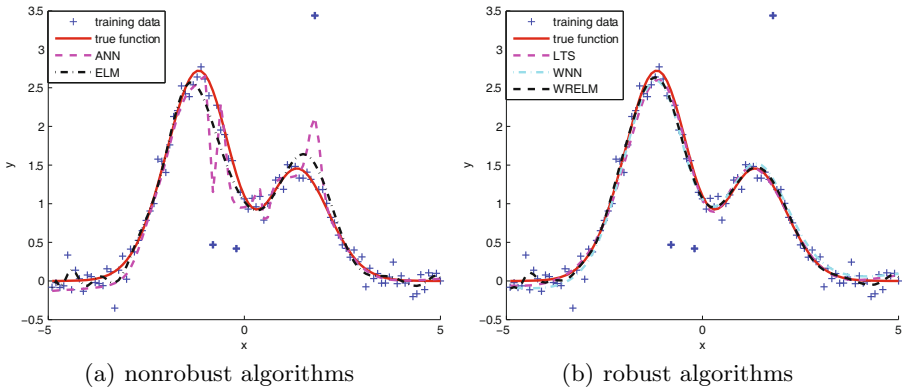 training data
true function
ANN
ELM
3.5
3
2.5
2
1.5
1
0.5
0
−0.5
y
−5
0
5
x
(a) nonrobust algorithms
training data
true function
LTS
WNN
WRELM
3.5
3
2.5
2
1.5
1
0.5
0
−0.5
y
−5
0
5
x
(b) robust algorithms